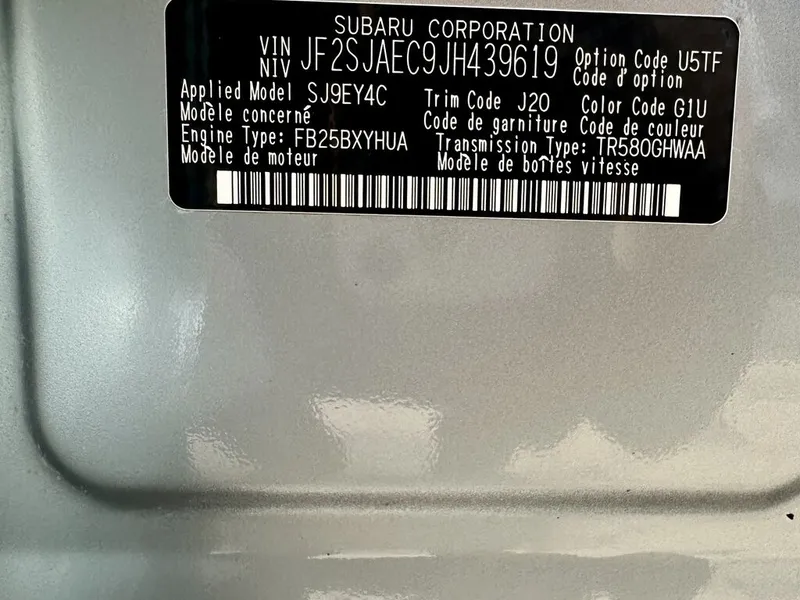 SUBARU CORPORATION
VIN
NIV JF2SJAEC9JH439619
Option Code U5TF
Code d'option
Applied Model SJ9EY4C
Modèle concerné
Trim Code J20
Code de garniture
Color Code G1U
Code de couleur
Engine Type: FB25BXYHUA
Modèle de moteur
Transmission Type: TR580GHWAA
Modèle de boîtes vitesse